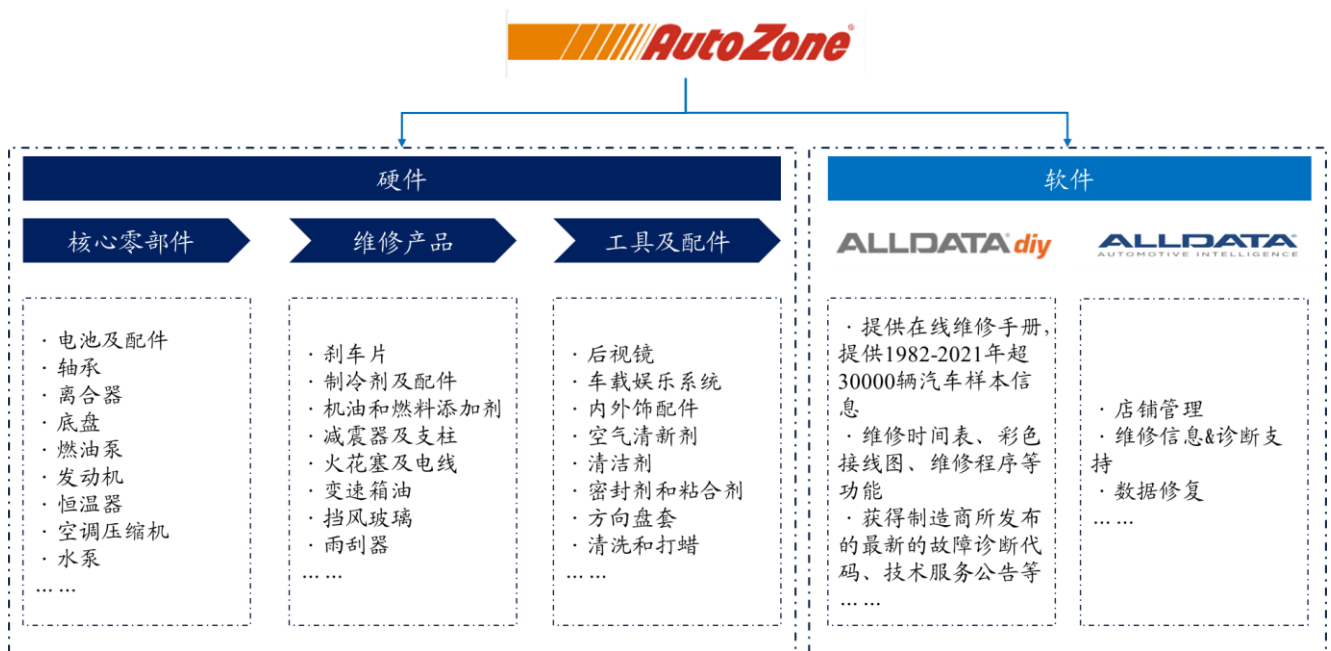 AutoZone
硬件
软件
核心零部件
维修产品
工具及配件
ALLDATA diy
ALLDATA
AUTOMOTIVE INTELLIGENCE
· 电池及配件
· 轴承
· 离合器
· 底盘
· 燃油泵
· 发动机
· 恒温器
· 空调压缩机
· 水泵
... ...
· 刹车片
· 制冷剂及配件
· 机油和燃料添加剂
· 减震器及支柱
· 火花塞及电线
· 变速箱油
· 挡风玻璃
· 雨刮器
... ...
· 后视镜
· 车载娱乐系统
· 内外饰配件
· 空气清新剂
· 清洁剂
· 密封剂和粘合剂
· 方向盘套
· 清洗和打蜡
... ...
· 提供在线维修手册,
提供1982-2021年超
30000辆汽车样本信
息
· 维修时间表、彩色
接线图、维修程序等
功能
· 获得制造商所发布
的最新的故障诊断代
码、技术服务公告等
... ...
· 店铺管理
· 维修信息&诊断支
持
· 数据修复
... ...